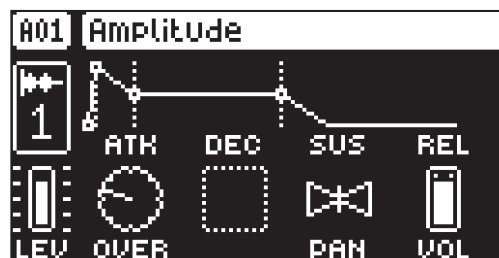 A01 Amplitude
1
ATK DEC SUS REL
LEV OVER PAN VOL